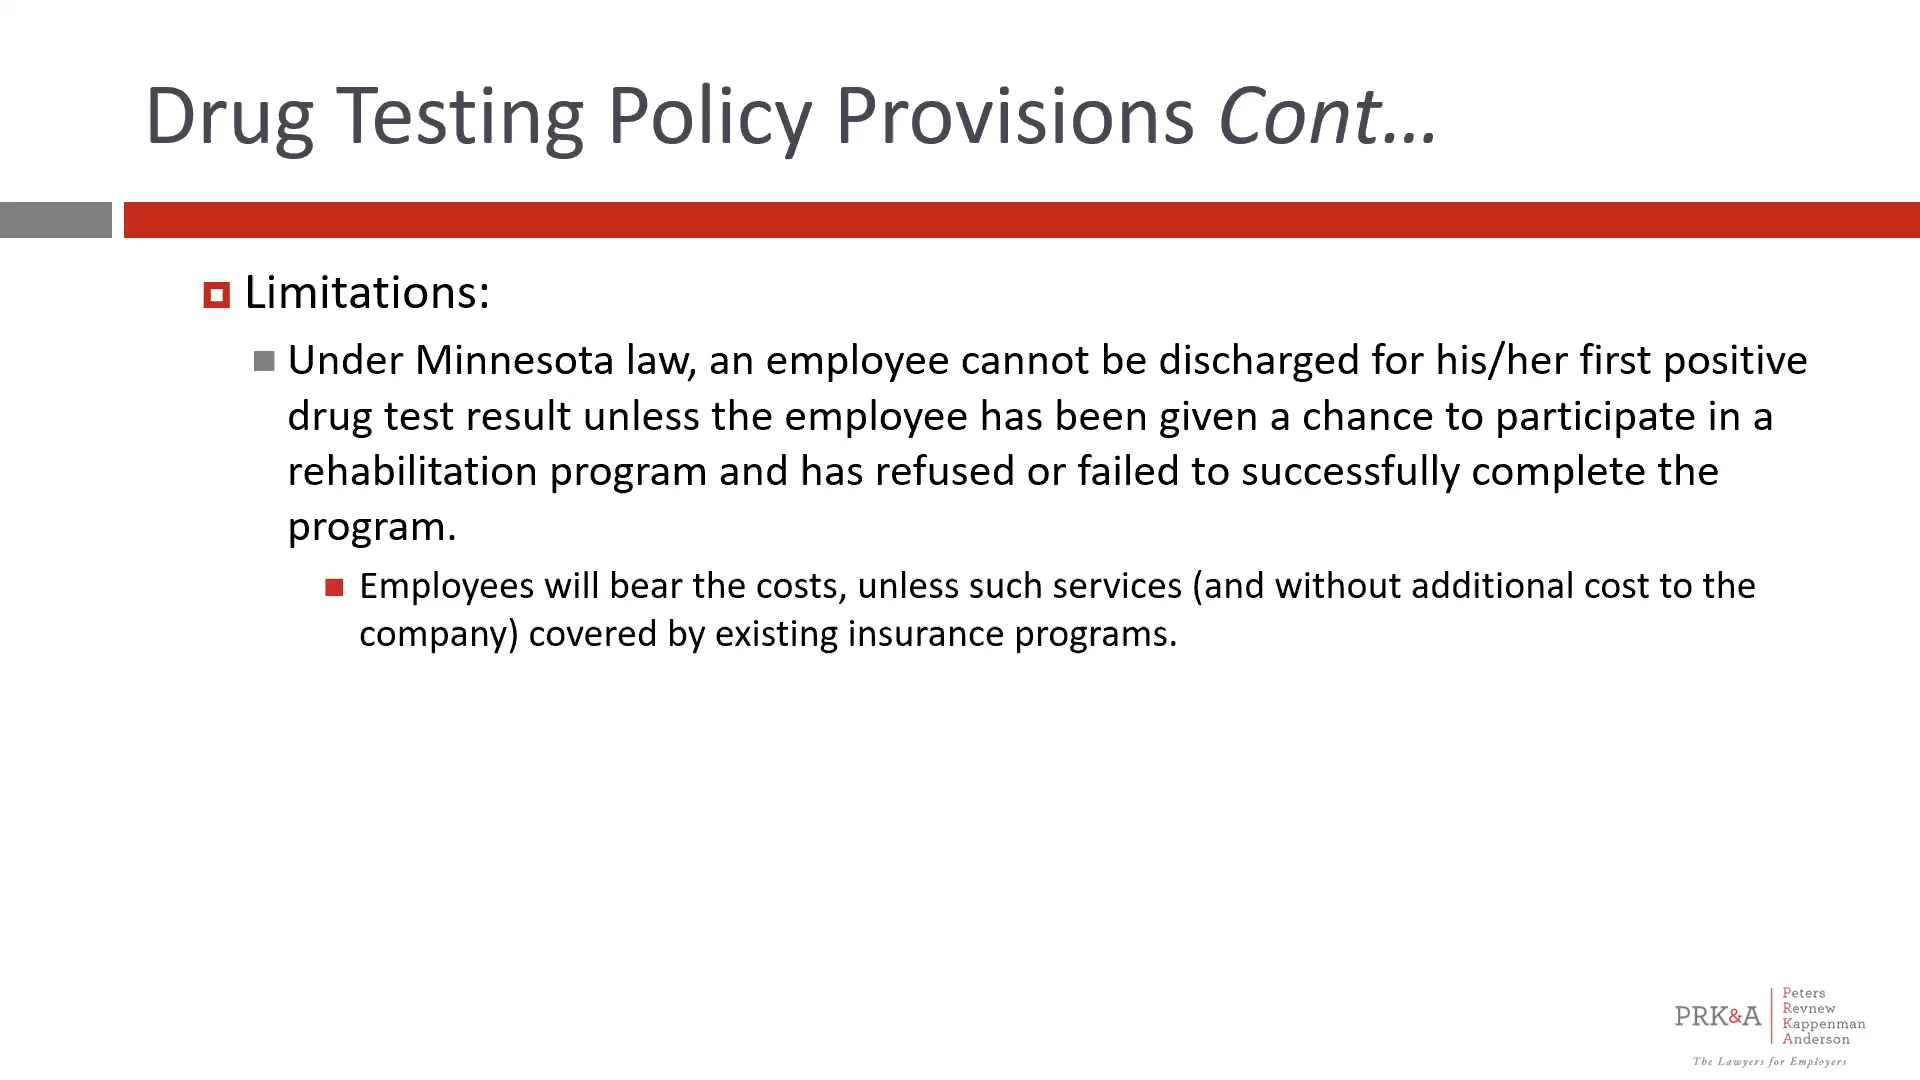 Drug Testing Policy Provisions Cont...
Limitations:
Under Minnesota law, an employee cannot be discharged for his/her first positive
drug test result unless the employee has been given a chance to participate in a
rehabilitation program and has refused or failed to successfully complete the
program.
Employees will bear the costs, unless such services (and without additional cost to the
company) covered by existing insurance programs.
PRK&A
Peters
Revnew
Kappenman
Anderson
The Lawyers for Employers